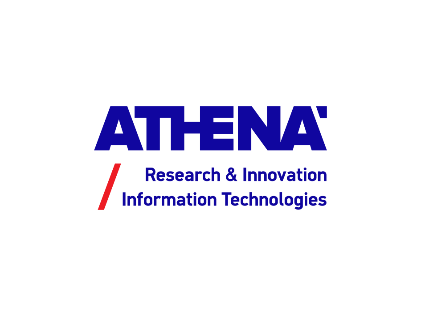 ATHENA
Research & Innovation
Information Technologies